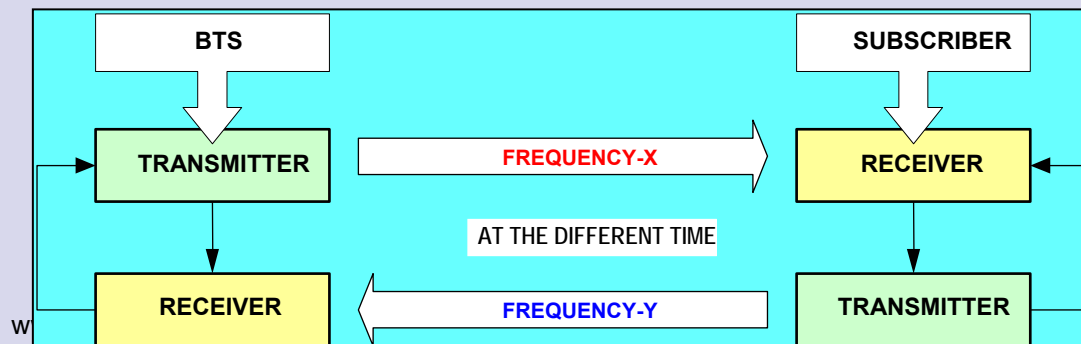 BTS SUBSCRIBER
TRANSMITTER FREQUENCY-X RECEIVER
AT THE DIFFERENT TIME
RECEIVER FREQUENCY-Y TRANSMITTER